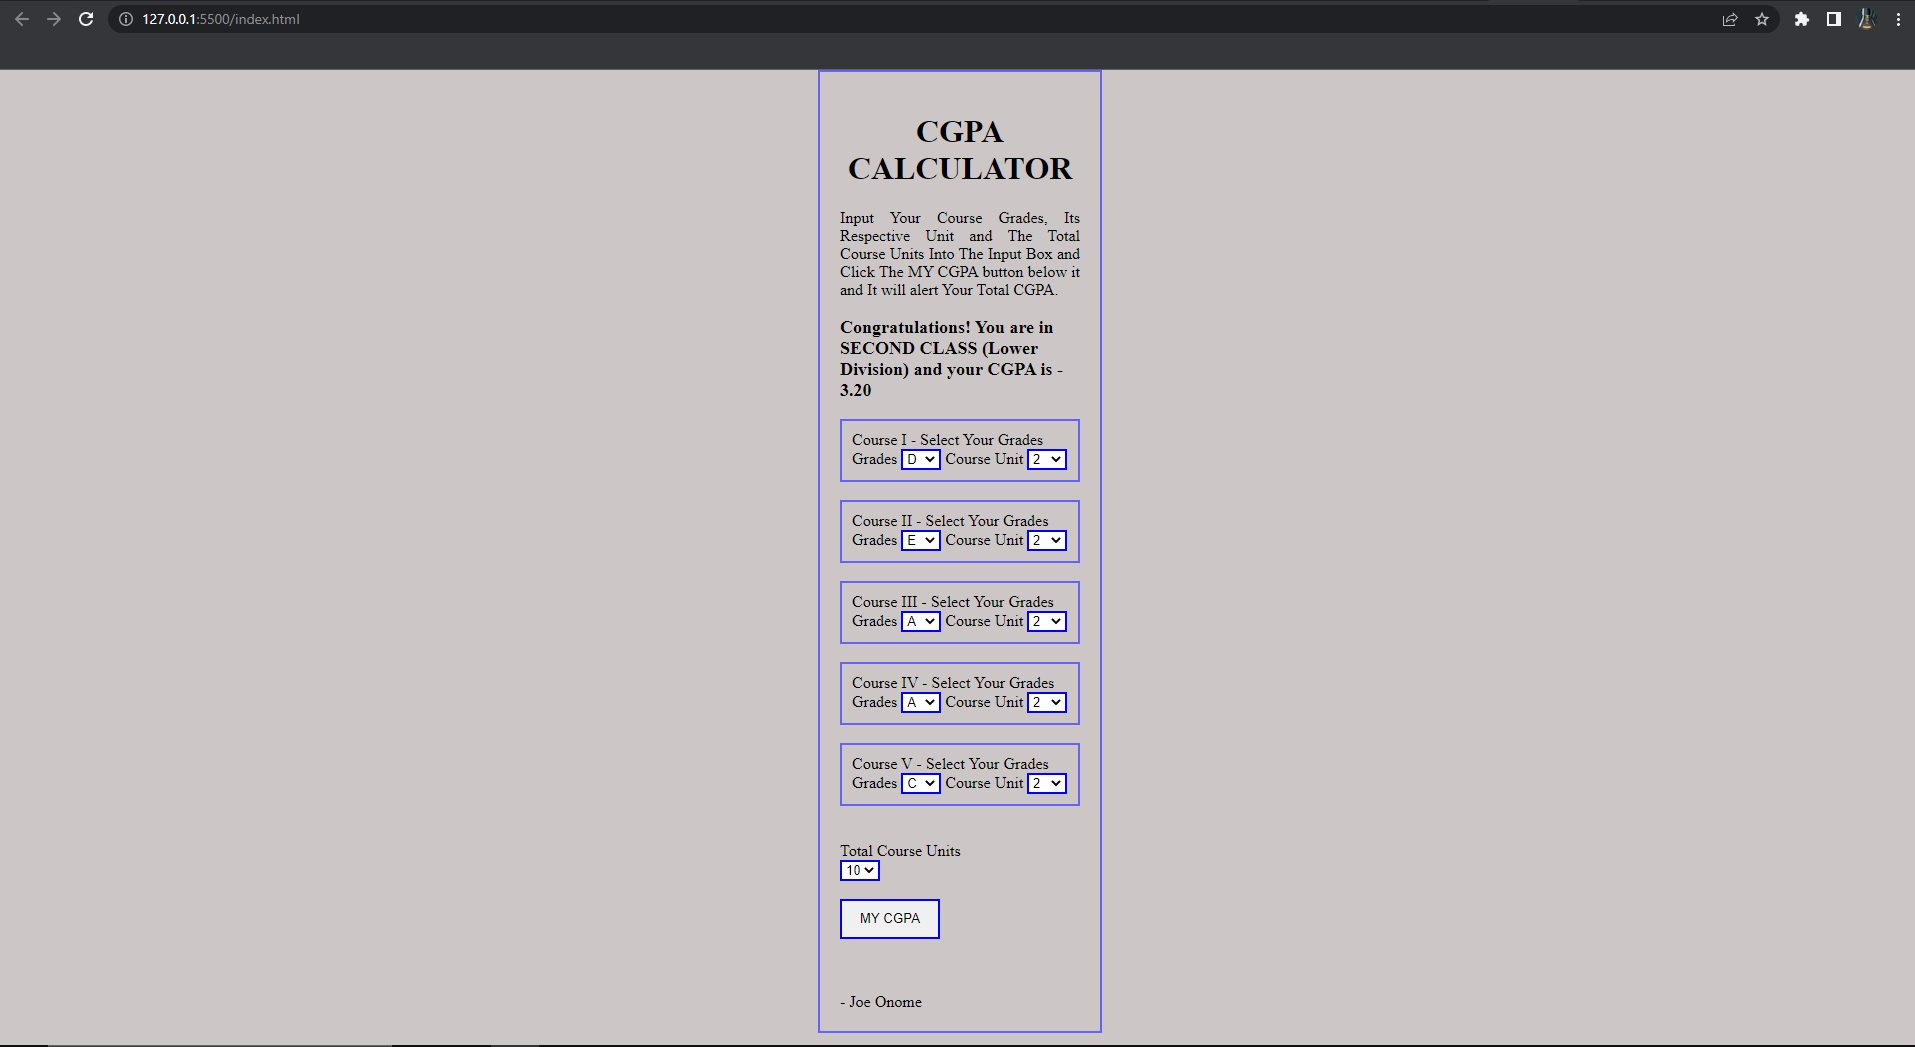 127.0.0.1:5500/index.html
CGPA
CALCULATOR
Input Your Course Grades, Its
Respective Unit and The Total
Course Units Into The Input Box and
Click The MY CGPA button below it
and It will alert Your Total CGPA.
Congratulations! You are in
SECOND CLASS (Lower
Division) and your CGPA is -
3.20
Course I - Select Your Grades
Grades D Course Unit 2
Course II - Select Your Grades
Grades E Course Unit 2
Course III - Select Your Grades
Grades A Course Unit 2
Course IV - Select Your Grades
Grades A Course Unit 2
Course V - Select Your Grades
Grades C Course Unit 2
Total Course Units
10
MY CGPA
- Joe Onome